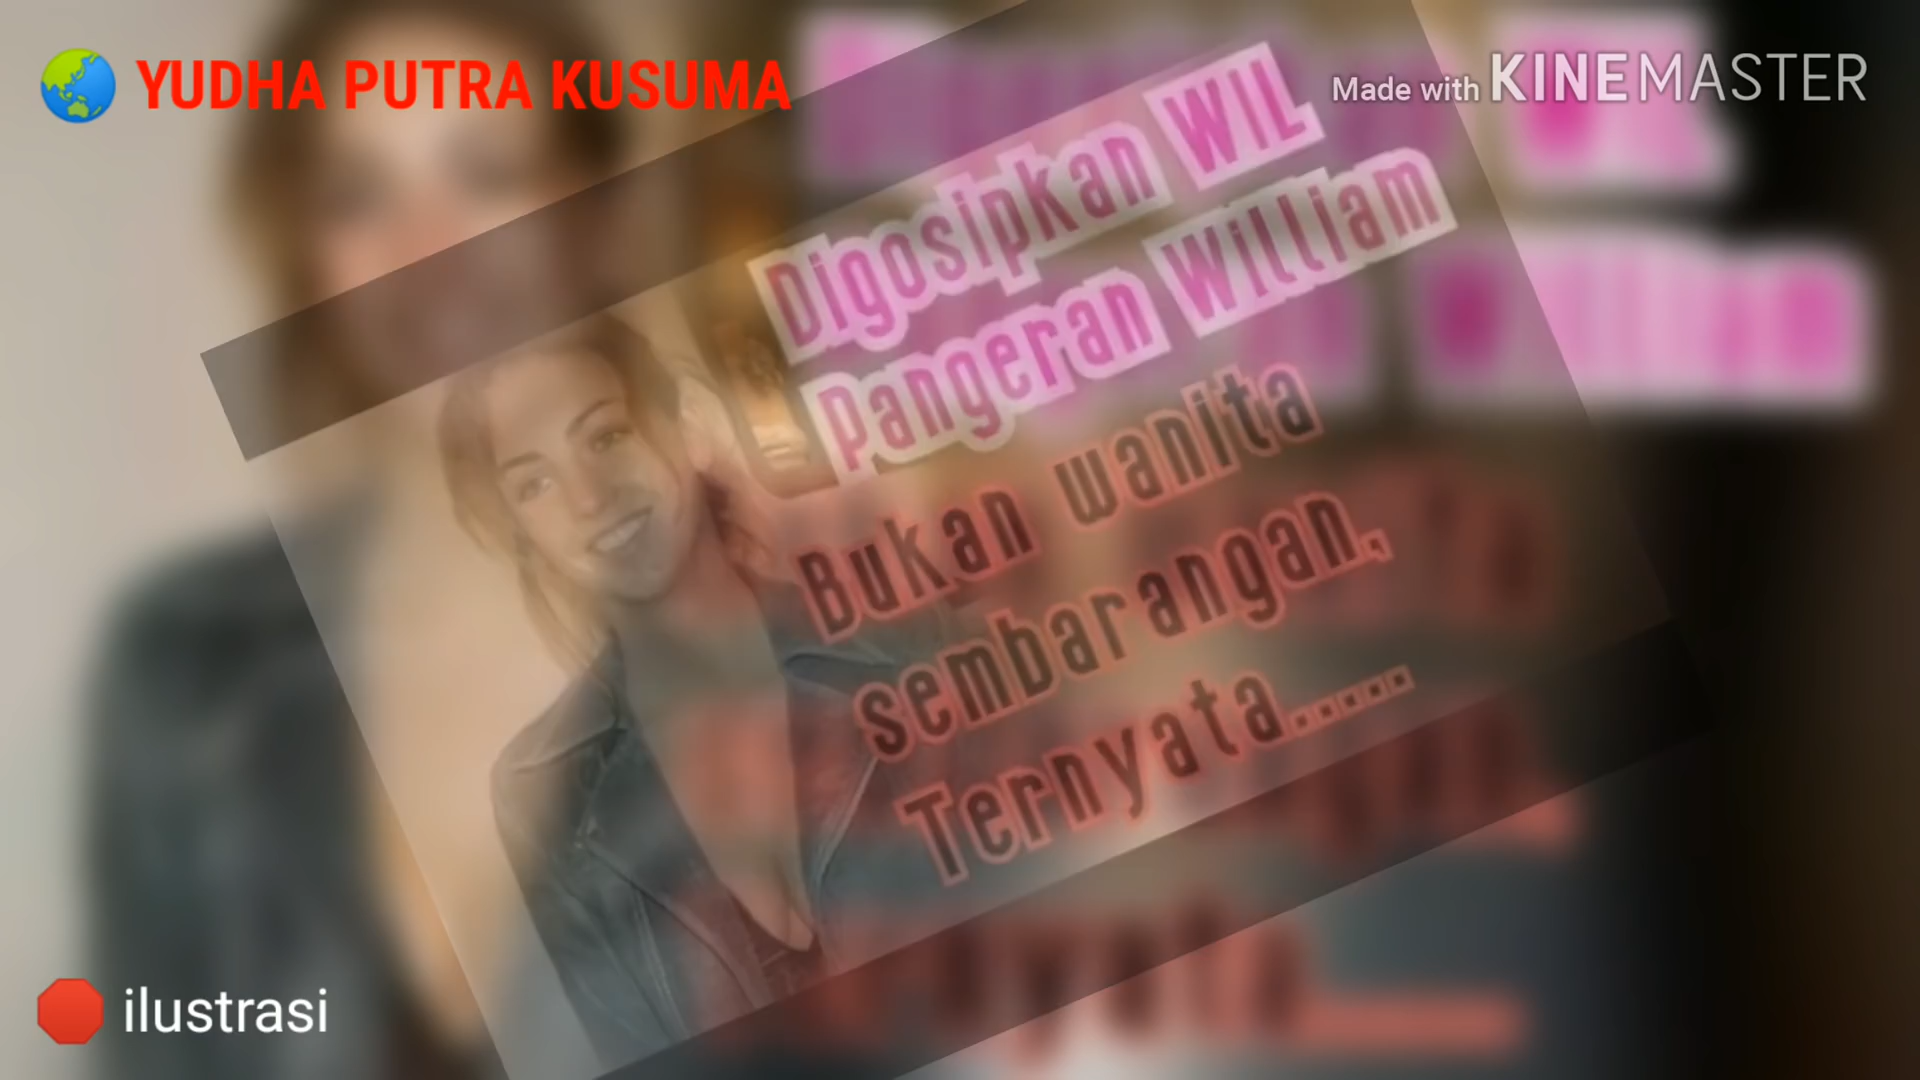 YUDHA PUTRA KUSUMA
Made with KINEMASTER
Digosipkan WIL
Pangeran William
Bukan wanita
sembarangan,
Ternyata......
ilustrasi